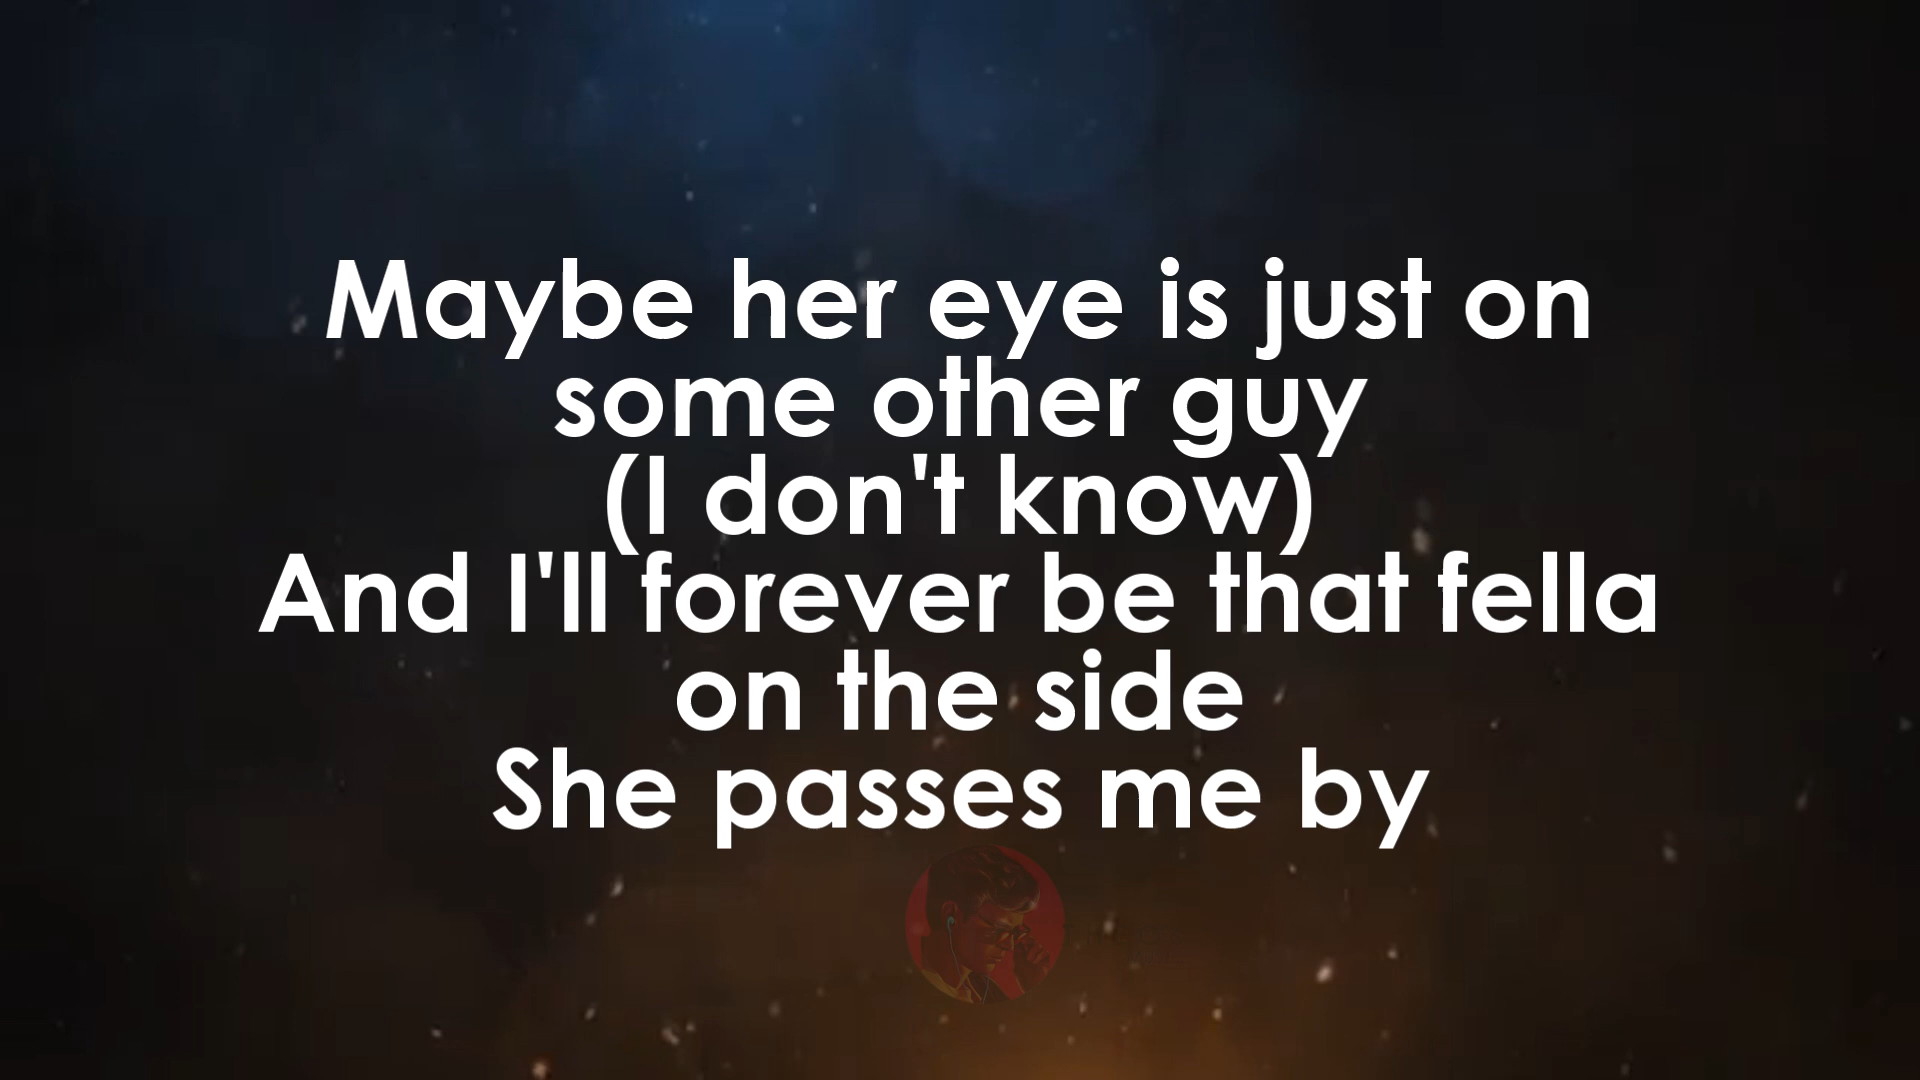 Maybe her eye is just on
some other guy
(I don't know)
And I'll forever be that fella
on the side
She passes me by